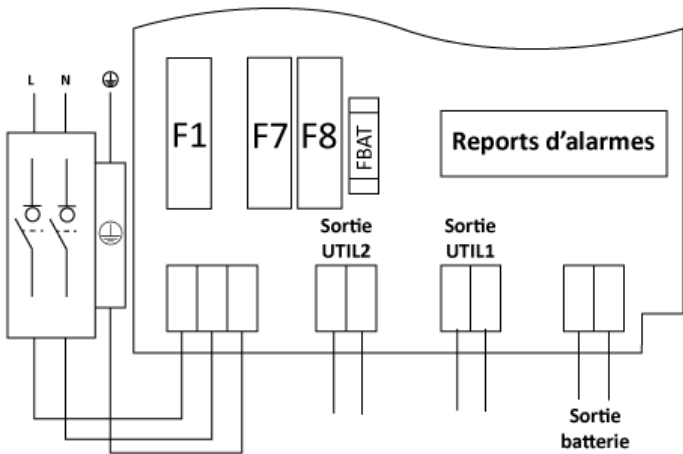 L N
F1 F7 F8 FBAT
Reports d'alarmes
Sortie
UTIL2
Sortie
UTIL1
Sortie
batterie